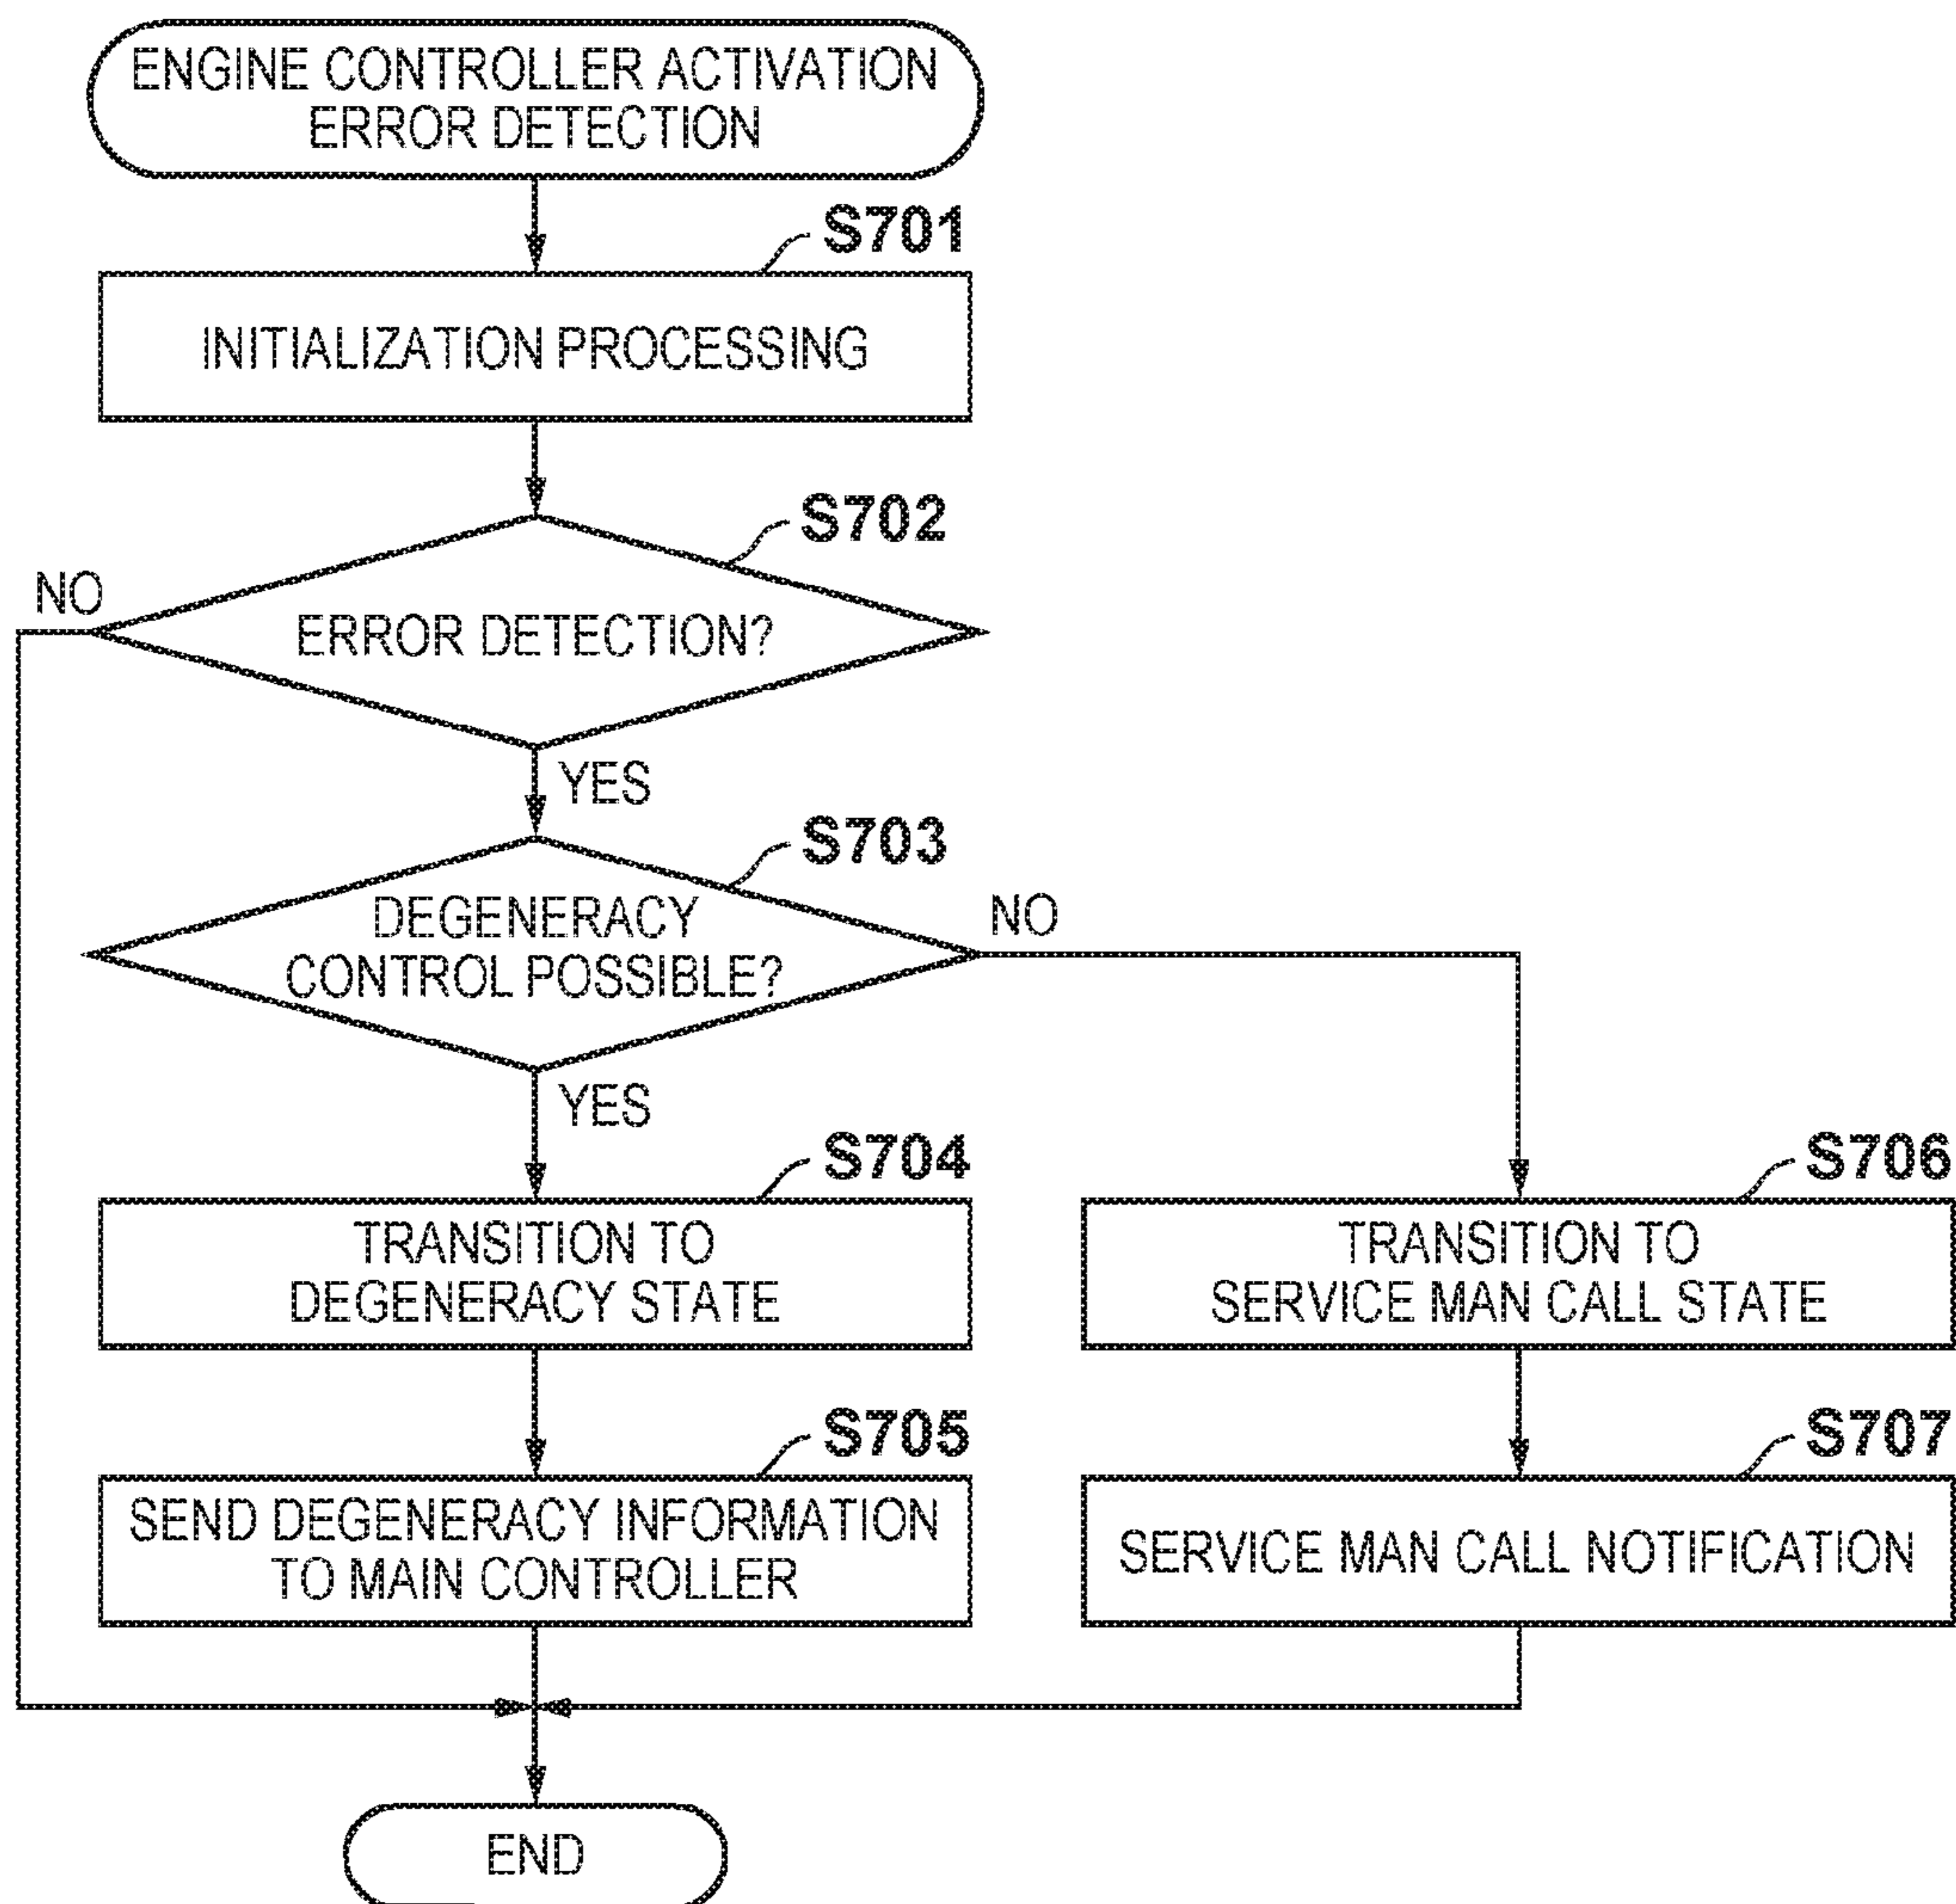 ENGINE CONTROLLER ACTIVATION
ERROR DETECTION
S701
INITIALIZATION PROCESSING
S702
NO
ERROR DETECTION?
YES
S703
DEGENERACY
CONTROL POSSIBLE?
NO
YES
S704
TRANSITION TO
DEGENERACY STATE
S706
TRANSITION TO
SERVICE MAN CALL STATE
S705
SEND DEGENERACY INFORMATION
TO MAIN CONTROLLER
S707
SERVICE MAN CALL NOTIFICATION
END